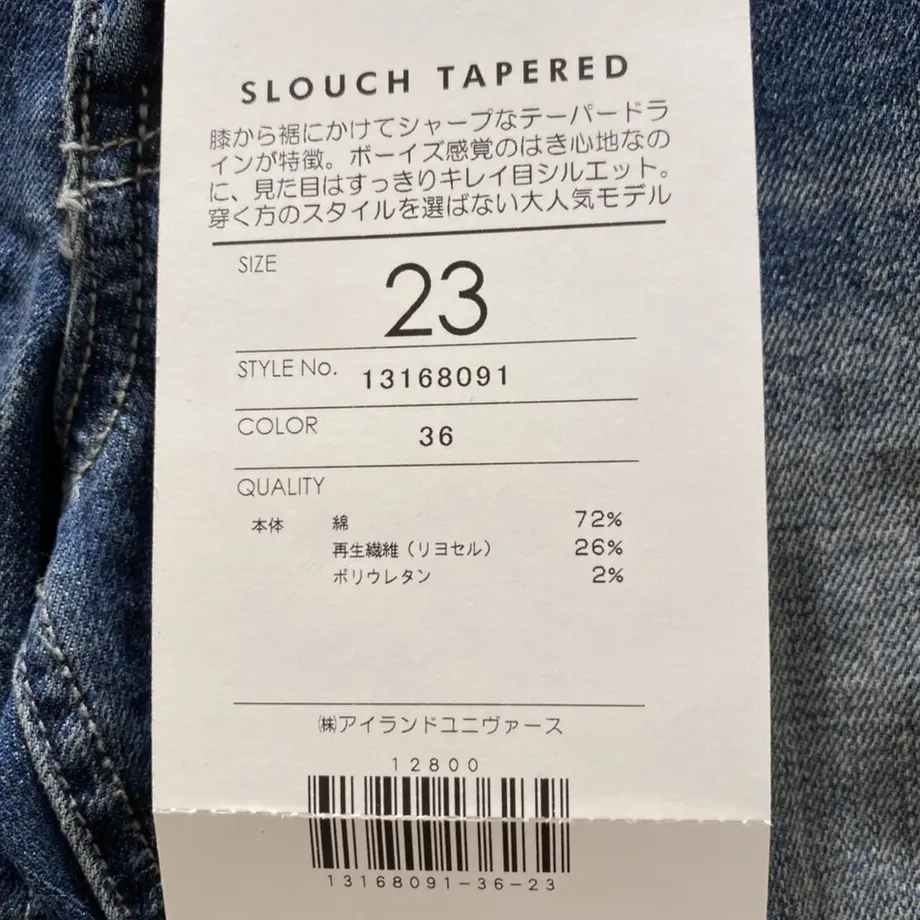 SLOUCH TAPERED
膝から裾にかけてシャープなテーパードラ
インが特徴。ボーイズ感覚のはき心地なの
に、見た目はすっきりキレイ目シルエット。
穿く方のスタイルを選ばない大人気モデル
SIZE 23
STYLE No. 13168091
COLOR 36
QUALITY
本体 綿 72%
再生繊維（リヨセル） 26%
ポリウレタン 2%
㈱アイランドユニヴァース
12800
13168091-36-23